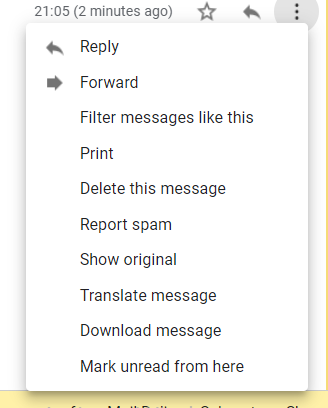 21:05 (2 minutes ago)
Reply
Forward
Filter messages like this
Print
Delete this message
Report spam
Show original
Translate message
Download message
Mark unread from here